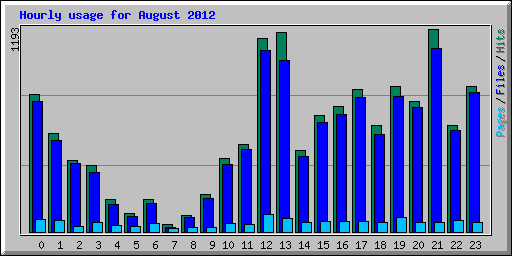 Hourly usage for August 2012
1193
Pages / Files / Hits
0 1 2 3 4 5 6 7 8 9 10 11 12 13 14 15 16 17 18 19 20 21 22 23